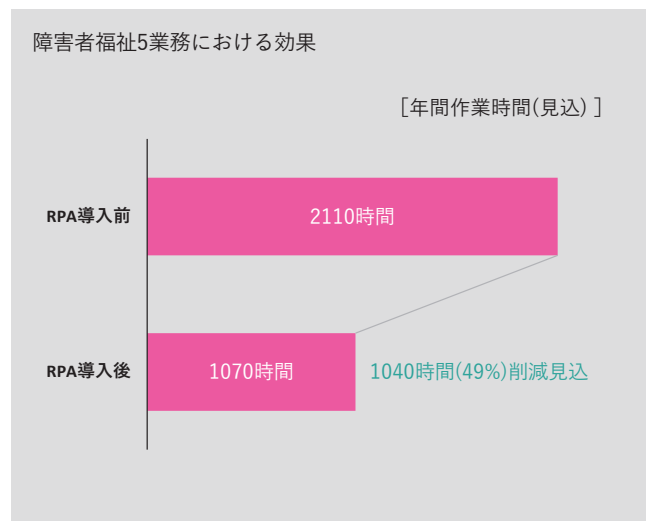 障害者福祉5業務における効果
［年間作業時間(見込) ］
RPA導入前
2110時間
RPA導入後
1070時間
1040時間(49%)削減見込